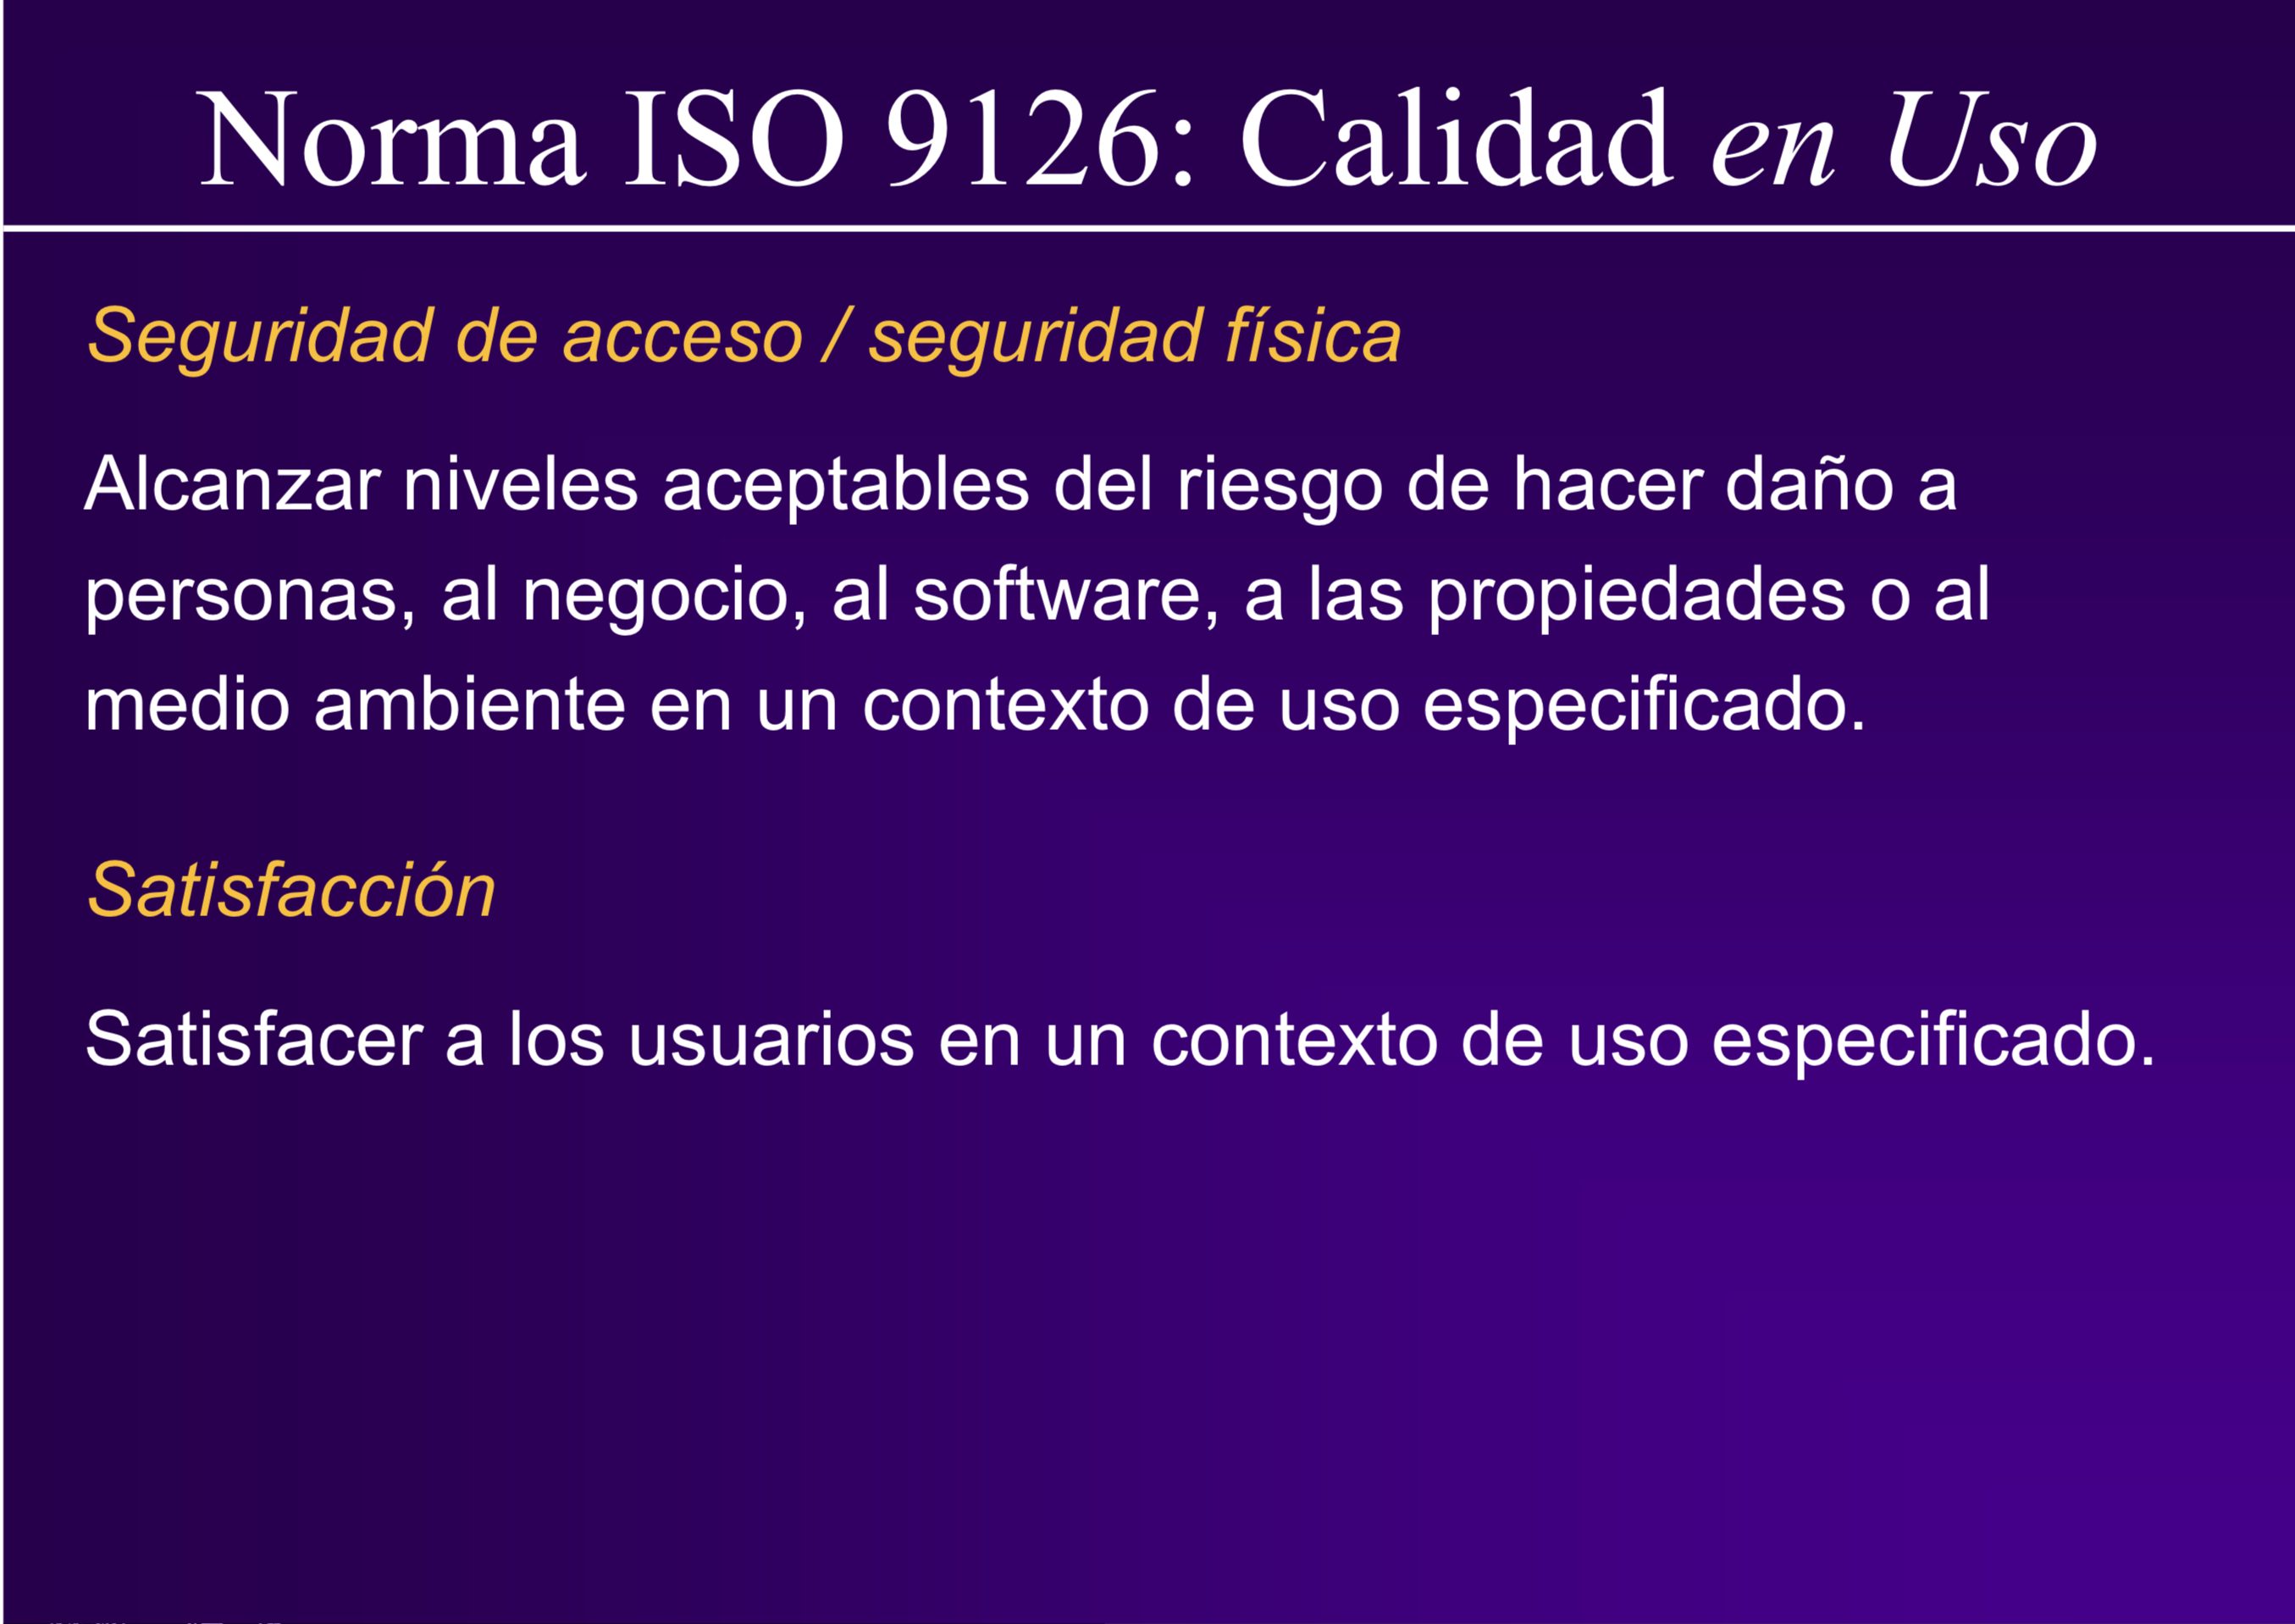 Norma ISO 9126: Calidad en Uso
Seguridad de acceso / seguridad física
Alcanzar niveles aceptables del riesgo de hacer daño a
personas, al negocio, al software, a las propiedades o al
medio ambiente en un contexto de uso especificado.
Satisfacción
Satisfacer a los usuarios en un contexto de uso especificado.